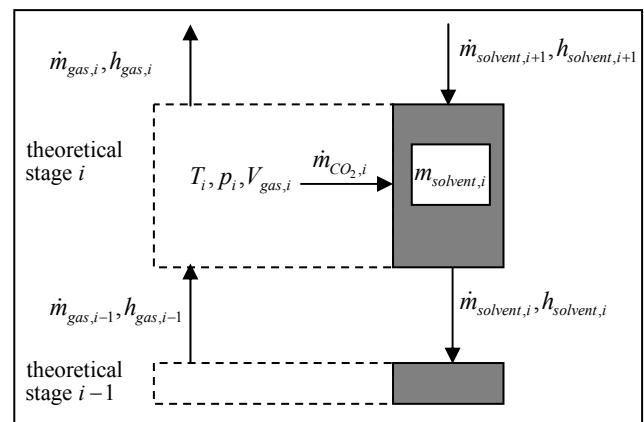 ṁ_{gas,i}, h_{gas,i}
ṁ_{solvent,i+1}, h_{solvent,i+1}
theoretical
stage i
T_i, p_i, V_{gas,i}
ṁ_{CO_2,i}
m_{solvent,i}
ṁ_{gas,i−1}, h_{gas,i−1}
ṁ_{solvent,i}, h_{solvent,i}
theoretical
stage i−1